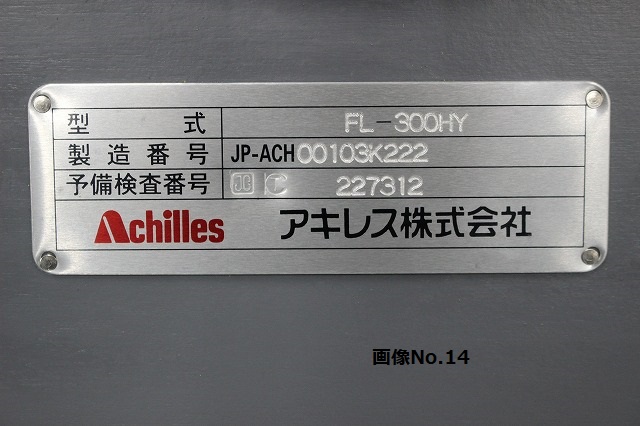 型式 FL-300HY
製造番号 JP-ACH00103K222
予備検査番号 227312
Achilles アキレス株式会社
画像No.14